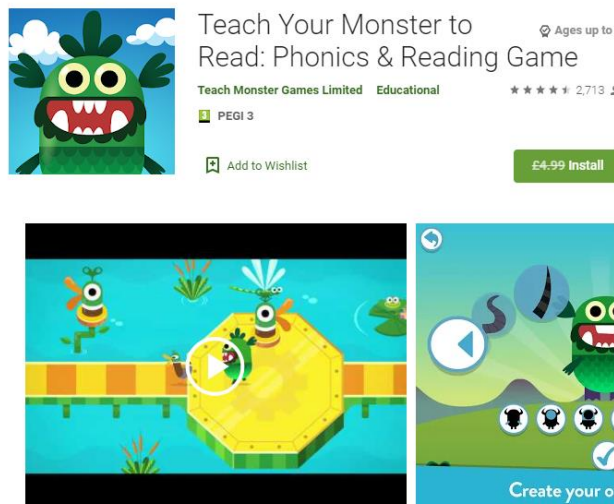 Teach Your Monster to
Read: Phonics & Reading Game
Ages up to
Teach Monster Games Limited Educational
2,713
3 PEGI 3
Add to Wishlist
£4.99 Install
Create your o